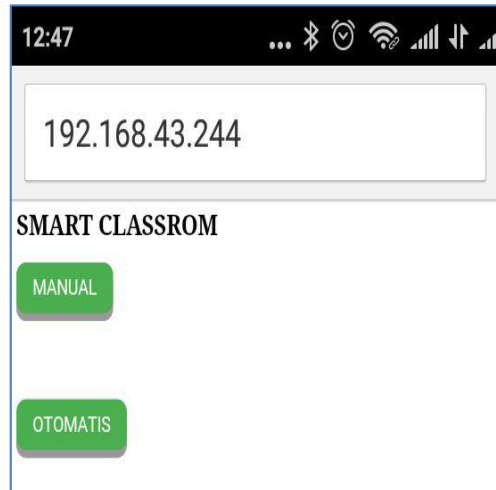 12:47
192.168.43.244
SMART CLASSROM
MANUAL
OTOMATIS